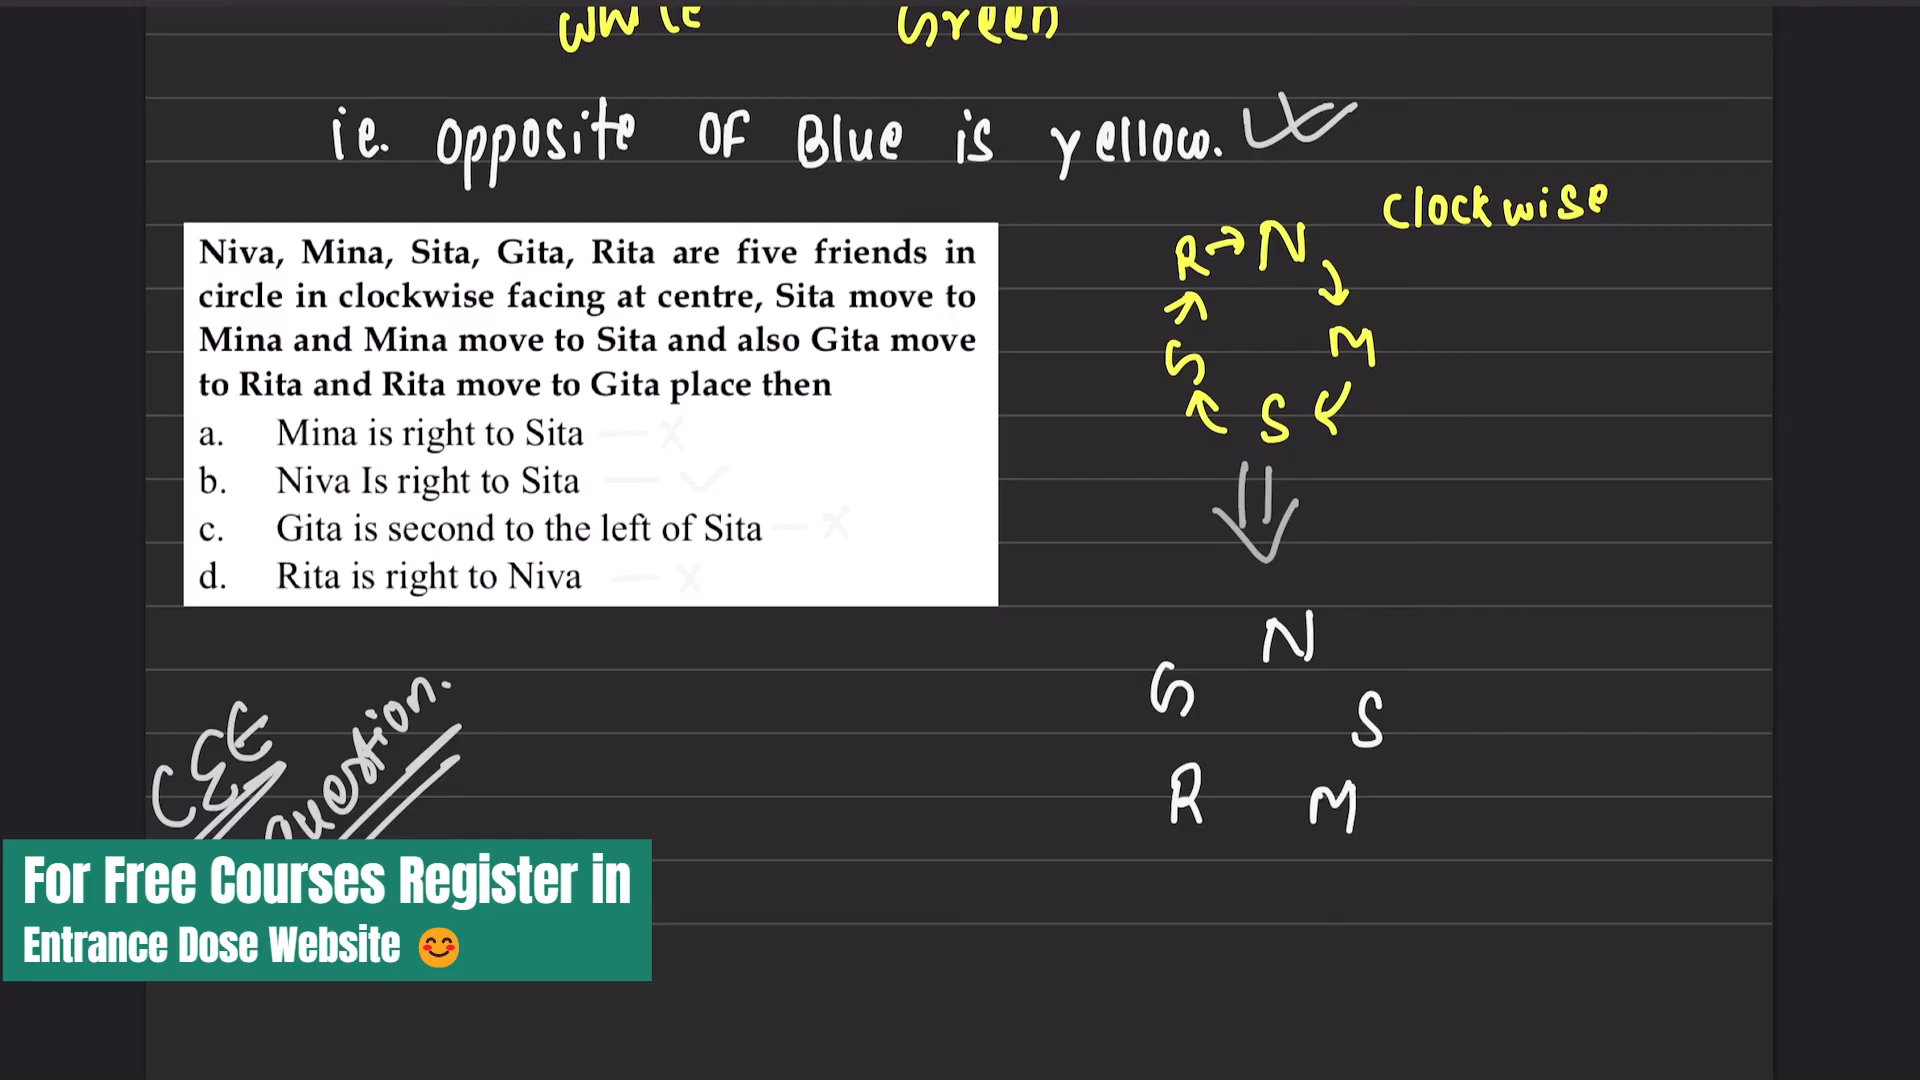 white Green
ie. opposite OF Blue is yellow.
Clockwise
R → N
Niva, Mina, Sita, Gita, Rita are five friends in
circle in clockwise facing at centre, Sita move to
Mina and Mina move to Sita and also Gita move
to Rita and Rita move to Gita place then
a. Mina is right to Sita
b. Niva Is right to Sita
c. Gita is second to the left of Sita
d. Rita is right to Niva
M
G
S
N
G
S
R M
CEE
question.
For Free Courses Register in
Entrance Dose Website 😊